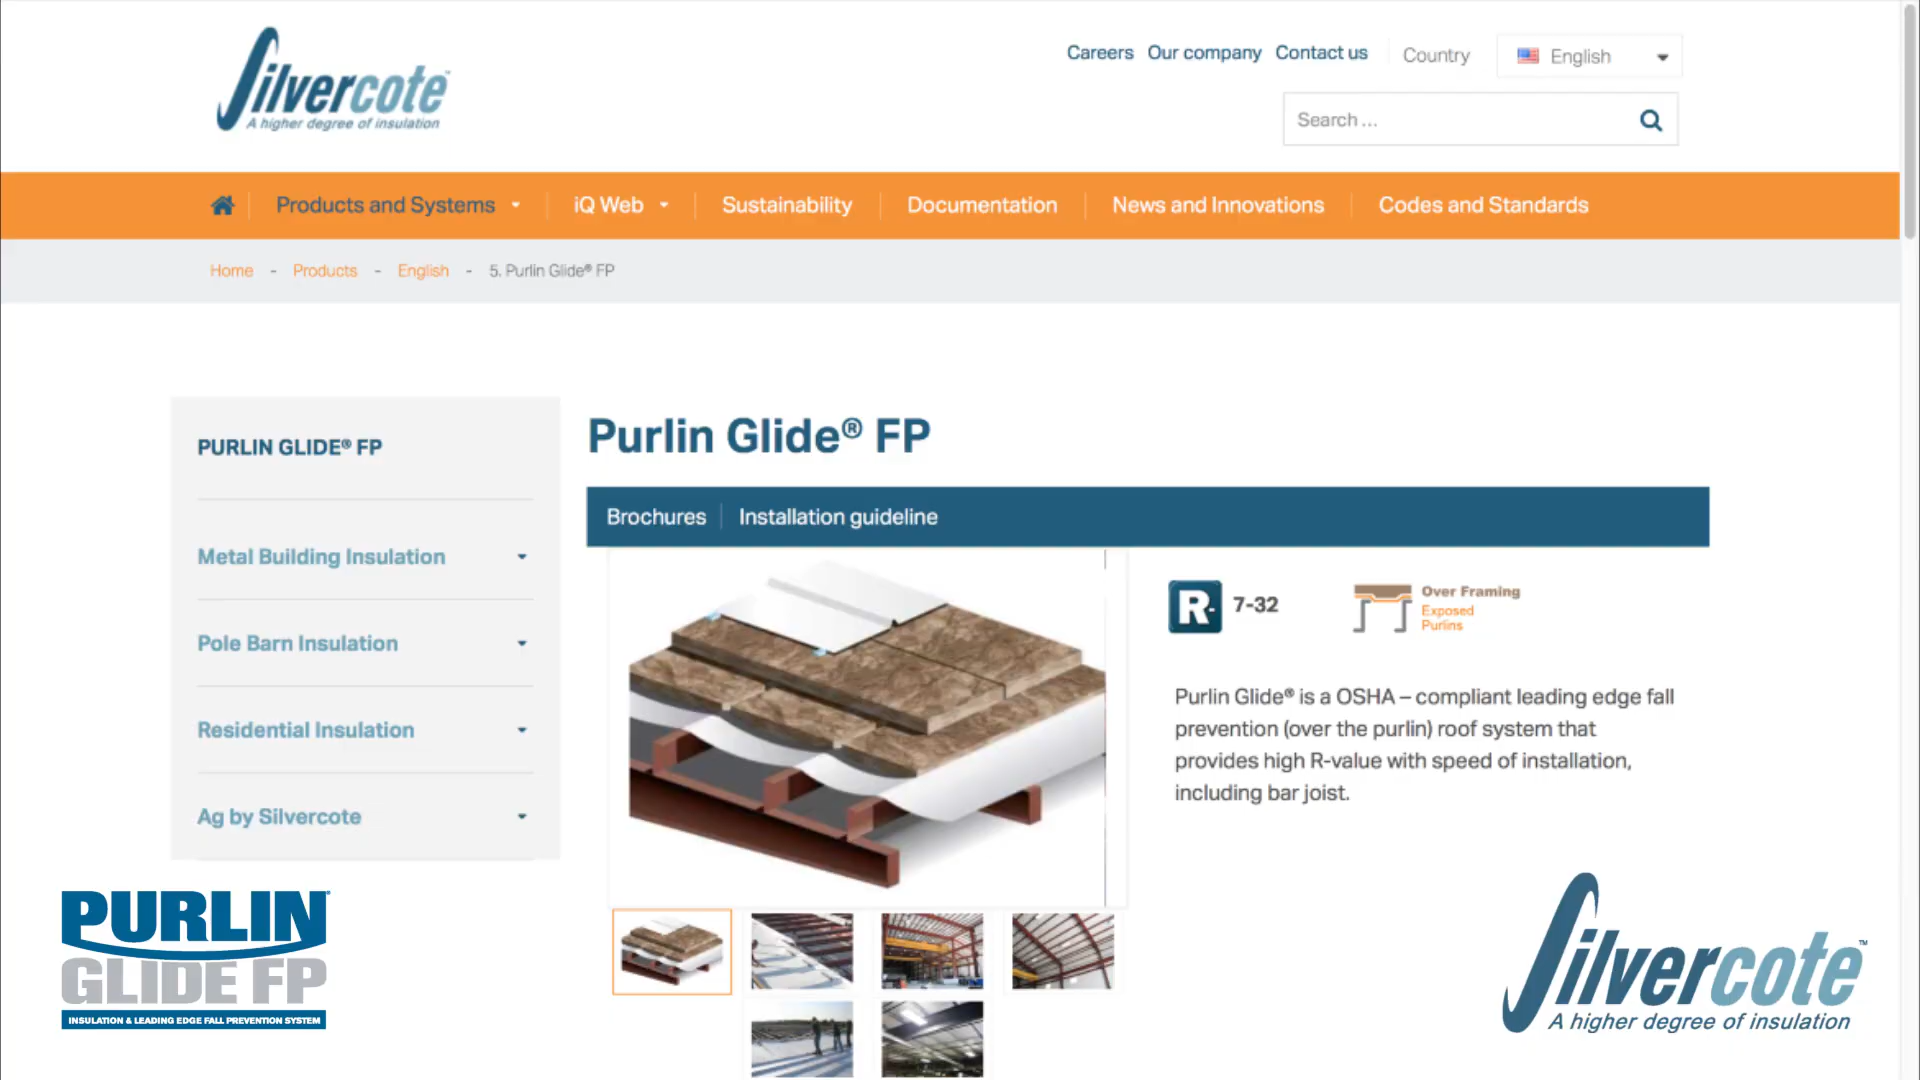 Silvercote™
A higher degree of insulation
Careers Our company Contact us Country English
Search ...
Products and Systems iQ Web Sustainability Documentation News and Innovations Codes and Standards
Home - Products - English - 5. Purlin Glide® FP
PURLIN GLIDE® FP
Metal Building Insulation
Pole Barn Insulation
Residential Insulation
Ag by Silvercote
Purlin Glide® FP
Brochures Installation guideline
R- 7-32
Over Framing
Exposed
Purlins
Purlin Glide® is a OSHA – compliant leading edge fall
prevention (over the purlin) roof system that
provides high R-value with speed of installation,
including bar joist.
PURLIN®
GLIDE FP
INSULATION & LEADING EDGE FALL PREVENTION SYSTEM
Silvercote™
A higher degree of insulation